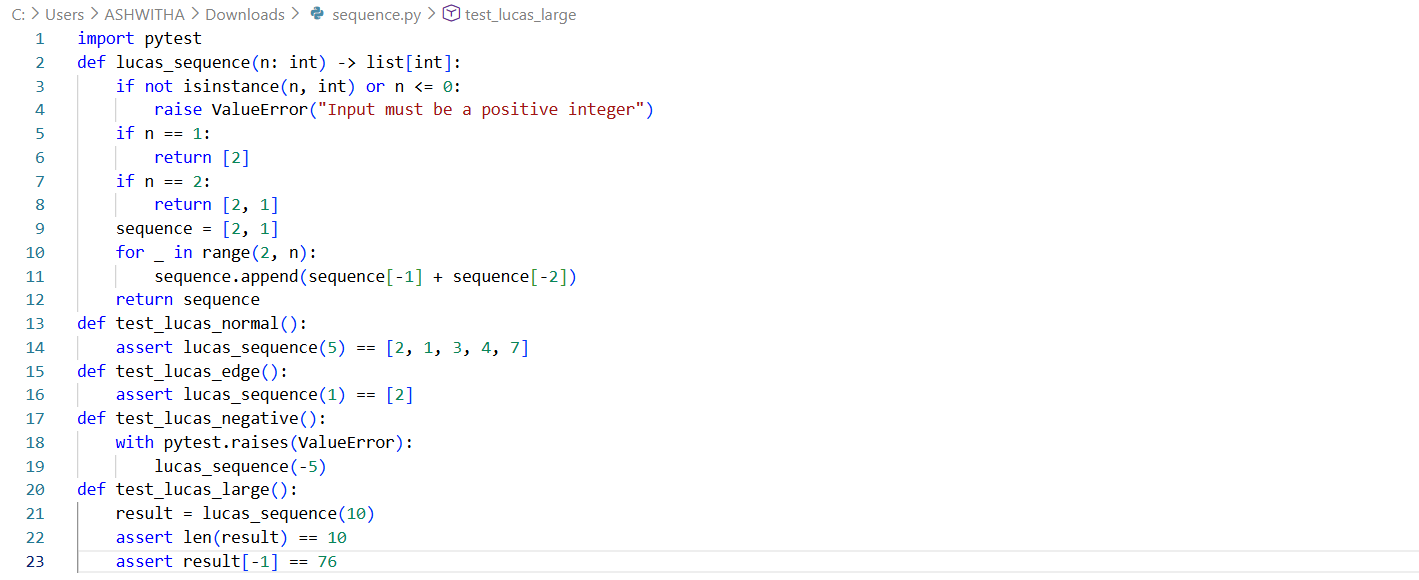 C: > Users > ASHWITHA > Downloads > sequence.py > test_lucas_large
1 import pytest
2 def lucas_sequence(n: int) -> list[int]:
3     if not isinstance(n, int) or n <= 0:
4         raise ValueError("Input must be a positive integer")
5     if n == 1:
6         return [2]
7     if n == 2:
8         return [2, 1]
9     sequence = [2, 1]
10     for _ in range(2, n):
11         sequence.append(sequence[-1] + sequence[-2])
12     return sequence
13 def test_lucas_normal():
14     assert lucas_sequence(5) == [2, 1, 3, 4, 7]
15 def test_lucas_edge():
16     assert lucas_sequence(1) == [2]
17 def test_lucas_negative():
18     with pytest.raises(ValueError):
19         lucas_sequence(-5)
20 def test_lucas_large():
21     result = lucas_sequence(10)
22     assert len(result) == 10
23     assert result[-1] == 76